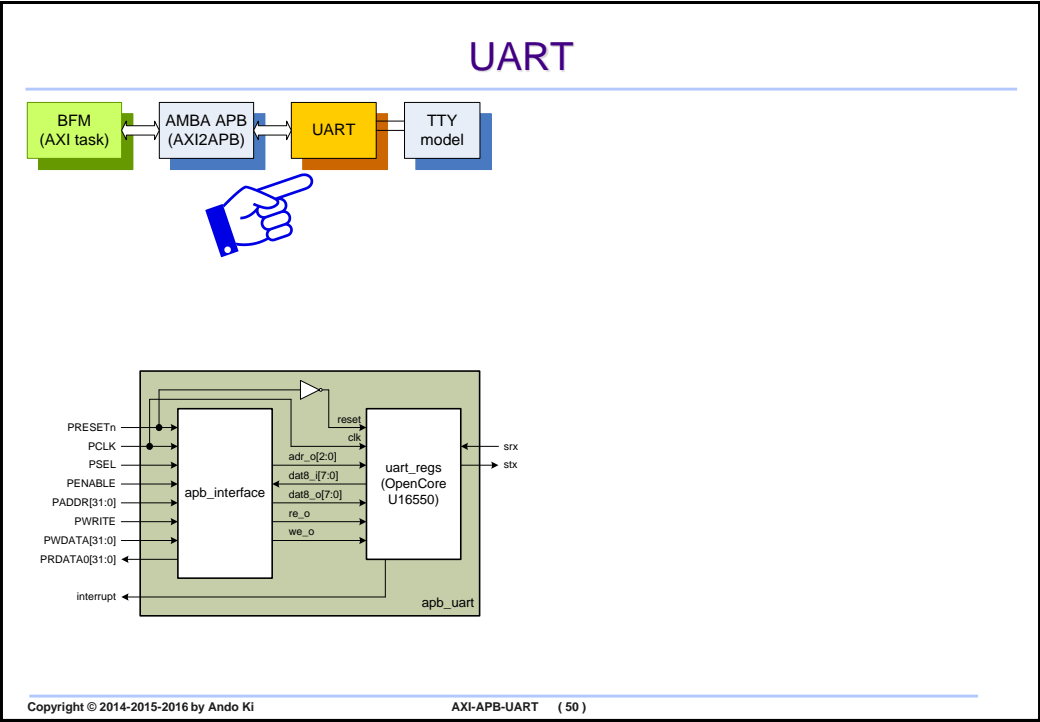 UART
BFM
(AXI task)
AMBA APB
(AXI2APB)
UART
TTY
model
PRESETn
PCLK
PSEL
PENABLE
PADDR[31:0]
PWRITE
PWDATA[31:0]
PRDATA0[31:0]
interrupt
apb_interface
reset
clk
adr_o[2:0]
dat8_i[7:0]
dat8_o[7:0]
re_o
we_o
uart_regs
(OpenCore
U16550)
srx
stx
apb_uart
Copyright © 2014-2015-2016 by Ando Ki
AXI-APB-UART ( 50 )